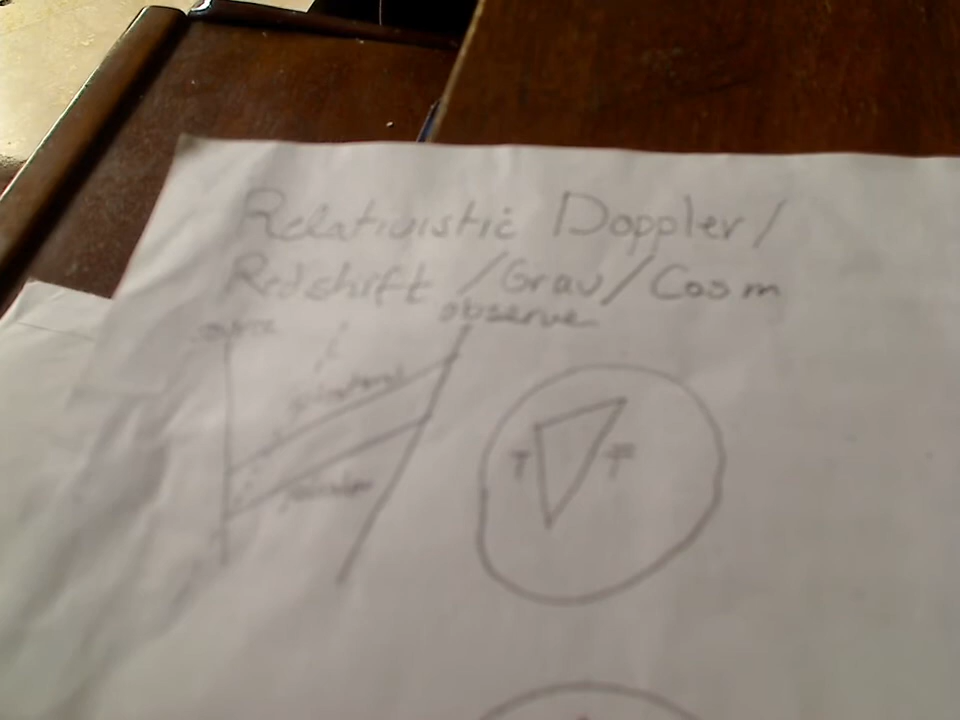 Relativistic Doppler/
Redshift /Grav/Cosm
observe
T T